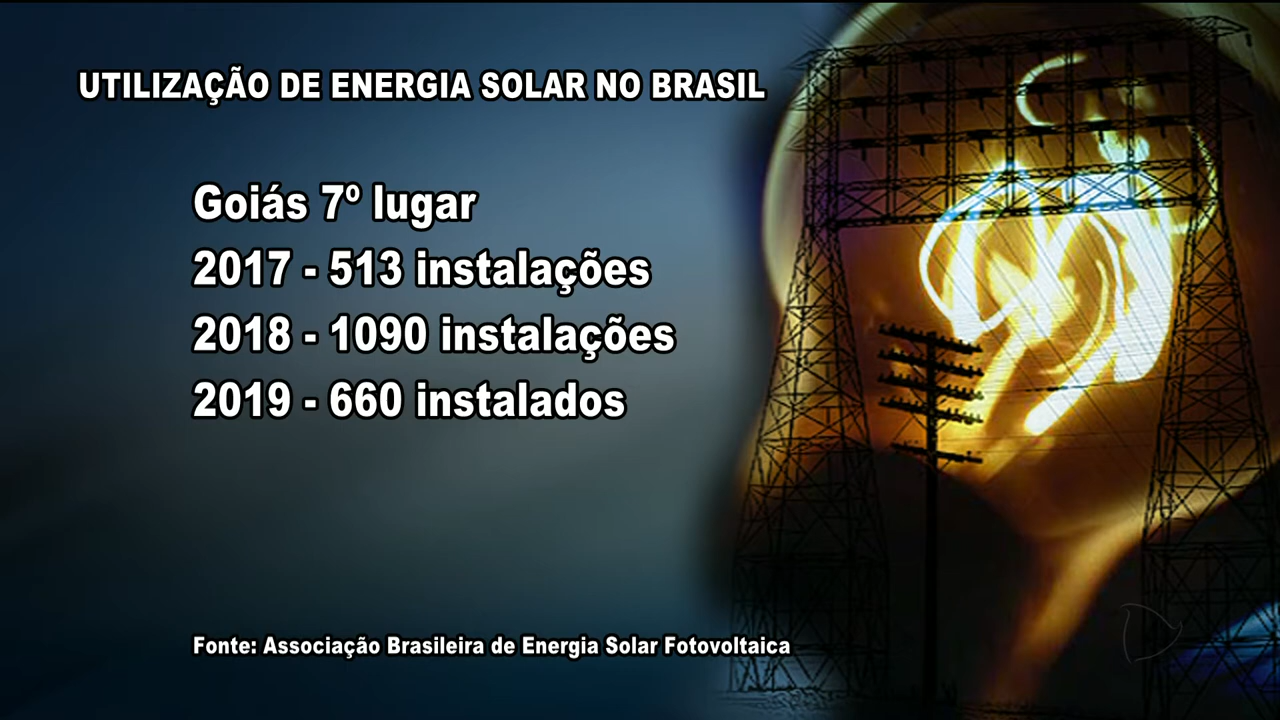 UTILIZAÇÃO DE ENERGIA SOLAR NO BRASIL
Goiás 7º lugar
2017 - 513 instalações
2018 - 1090 instalações
2019 - 660 instalados
Fonte: Associação Brasileira de Energia Solar Fotovoltaica